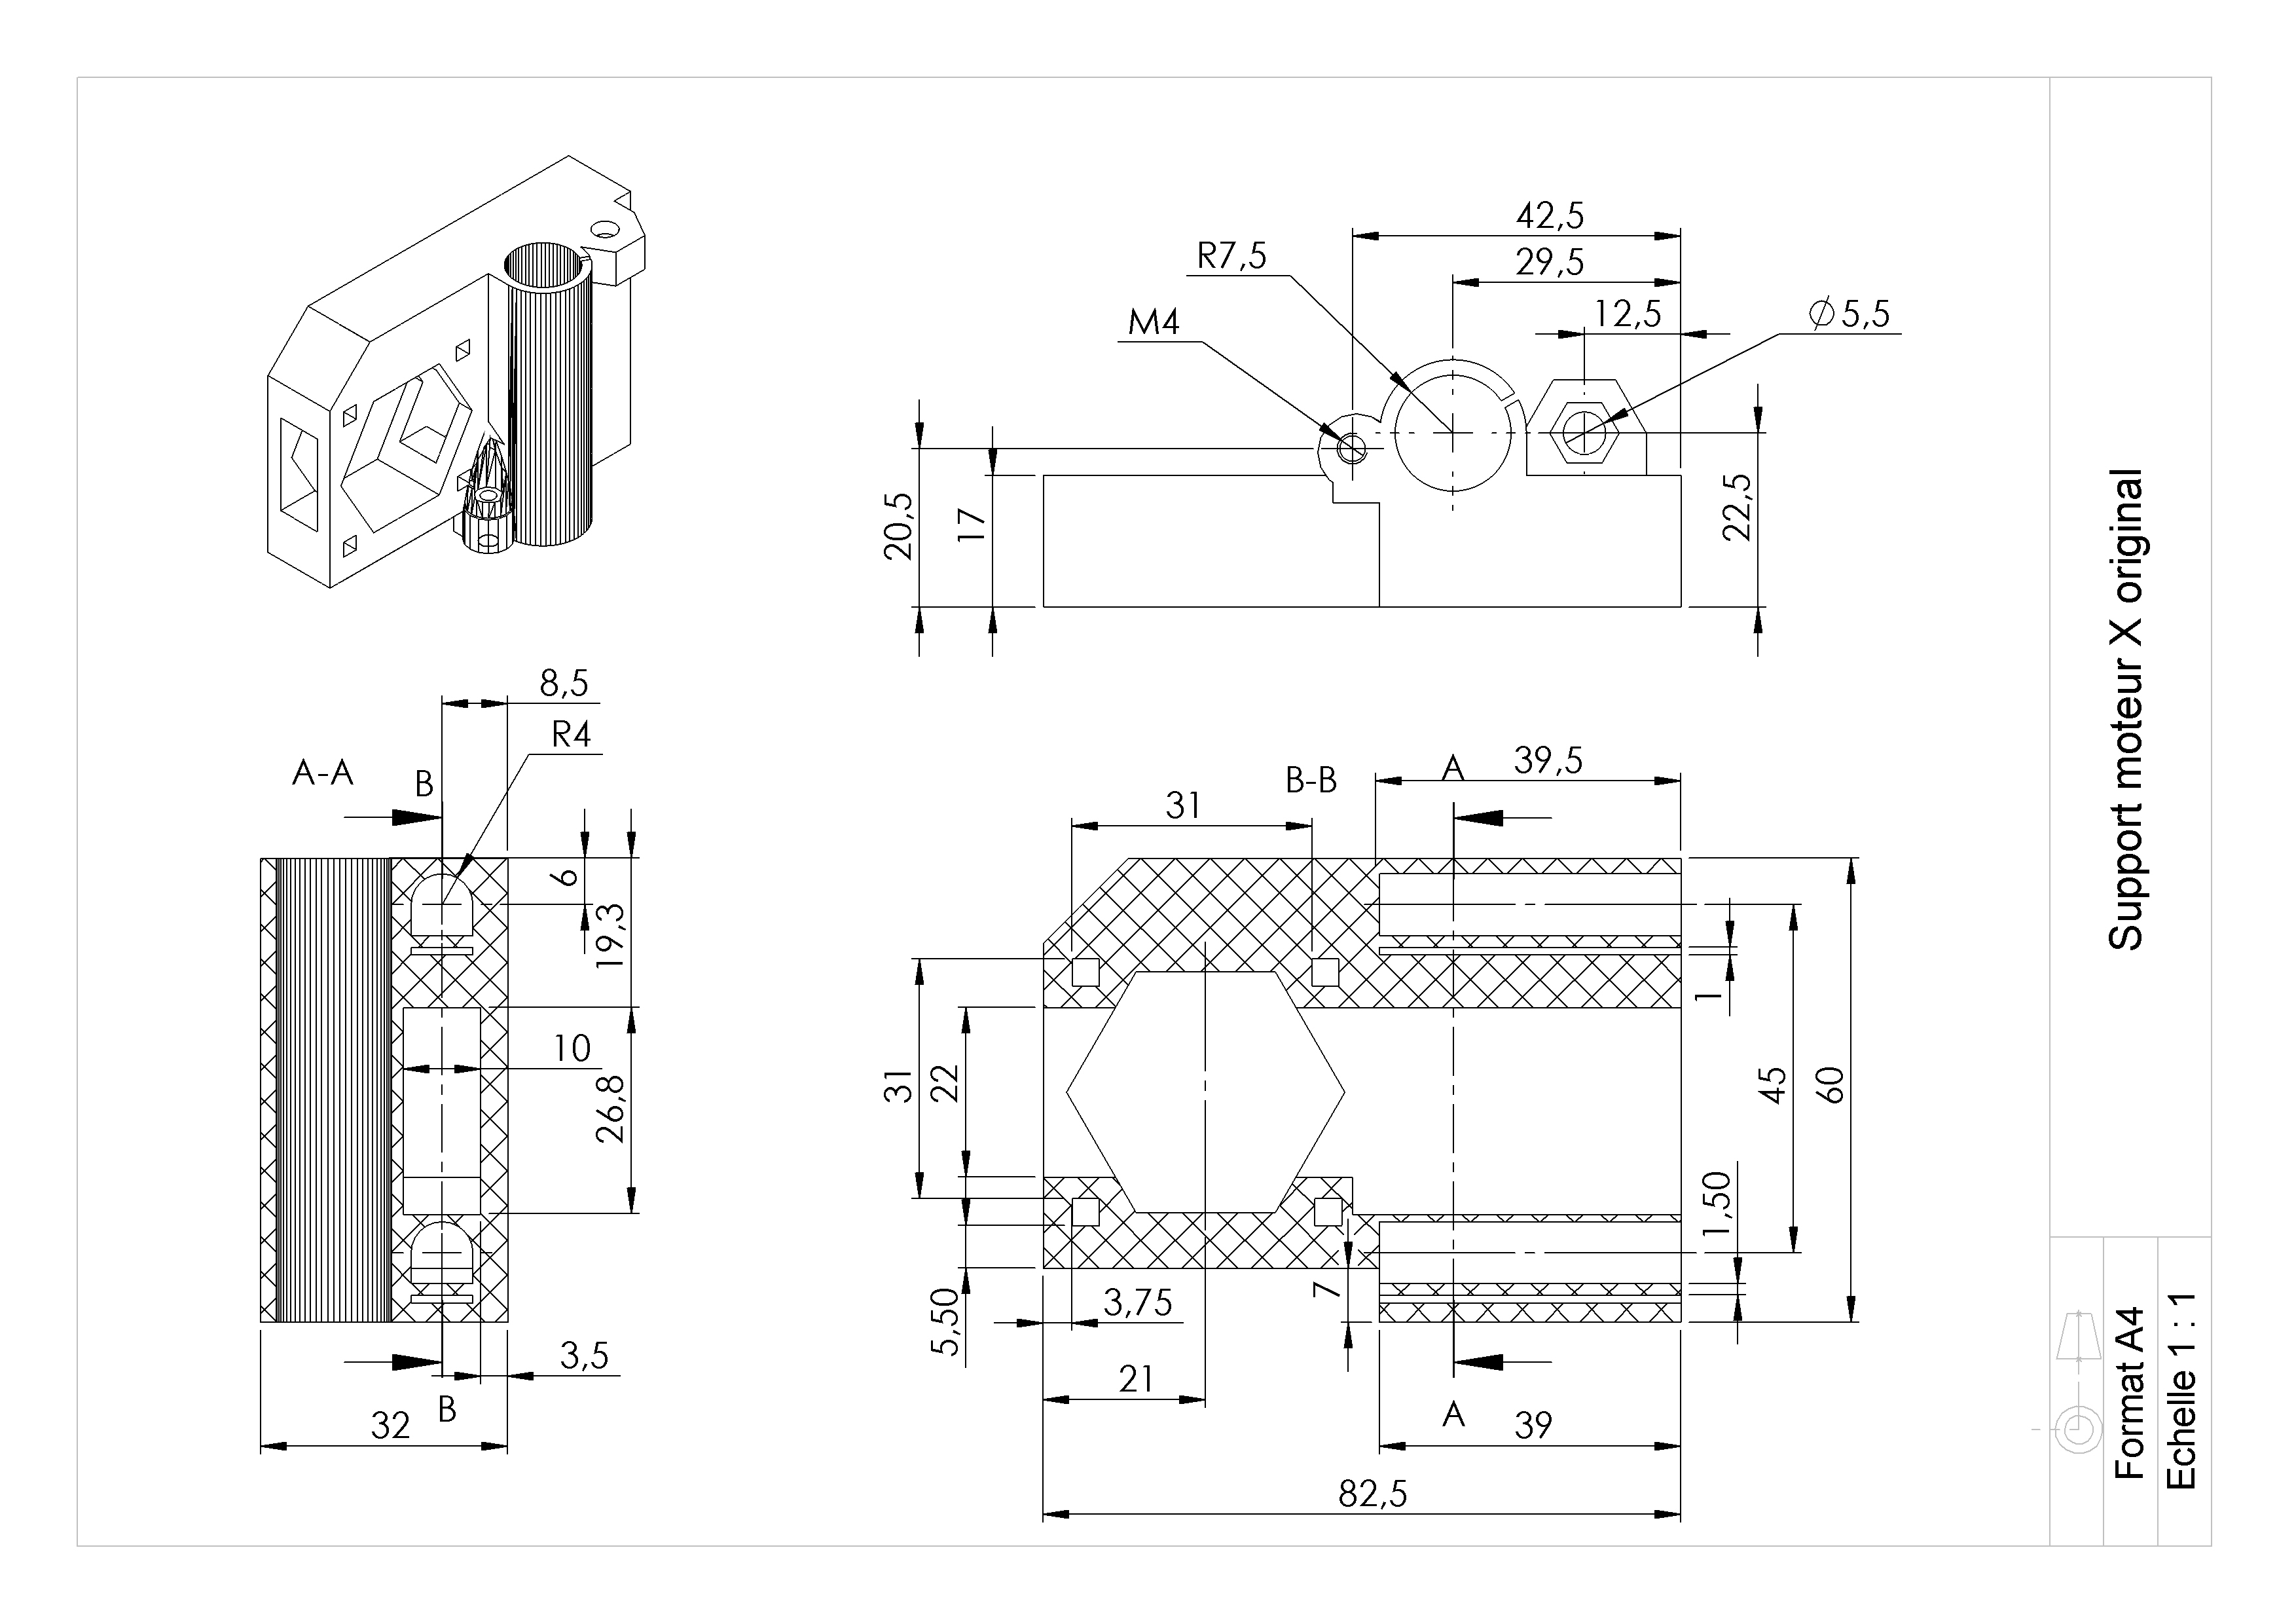 42,5
R7,5
29,5
M4
12,5
∅5,5
20,5
17
22,5
8,5
R4
A-A
B
6
19,3
10
26,8
3,5
B
32
B-B
A
39,5
31
1
31
22
45
60
1,50
5,50
3,75
7
21
A
39
82,5
Support moteur X original
Format A4
Echelle 1 : 1